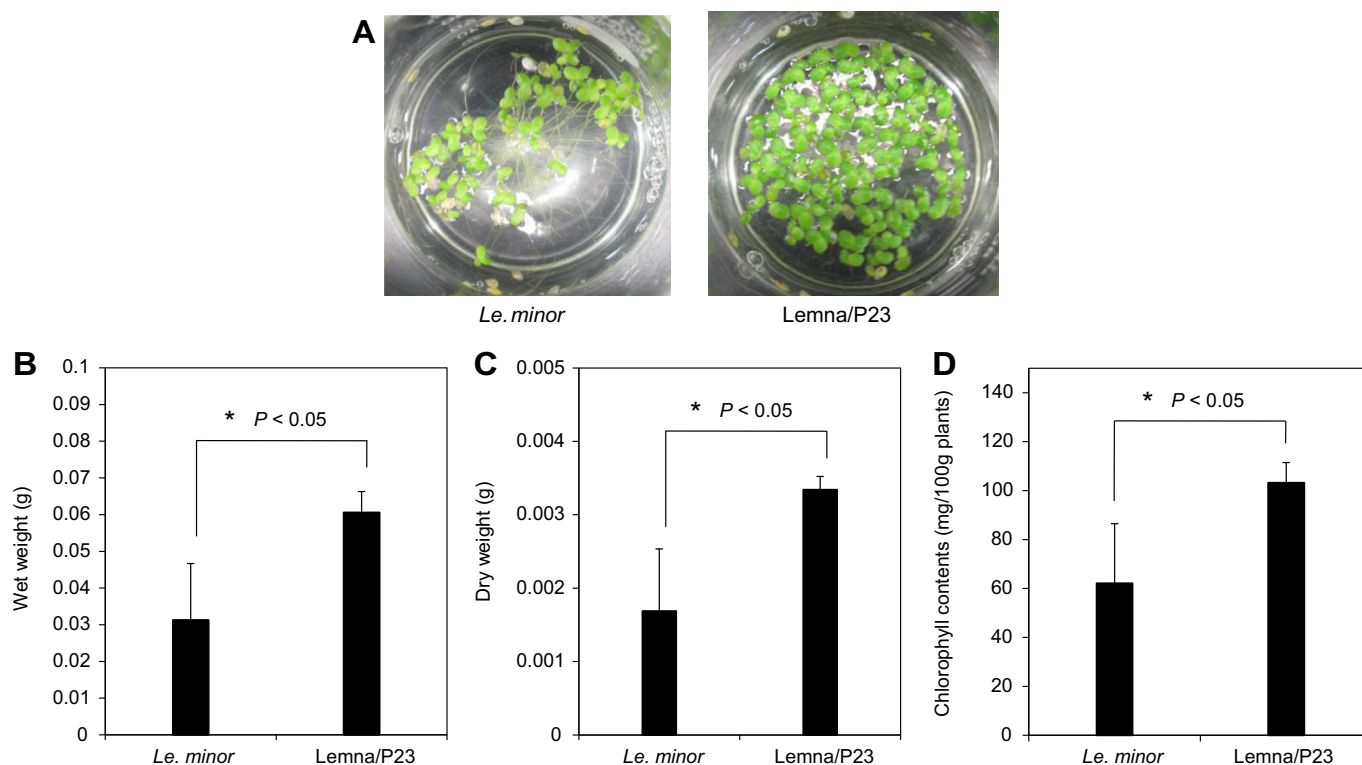 A
Le. minor
Lemna/P23
B
0.1
0.09
0.08
0.07
0.06
0.05
0.04
0.03
0.02
0.01
0
Wet weight (g)
* P < 0.05
Le. minor
Lemna/P23
C
0.005
0.004
0.003
0.002
0.001
0
Dry weight (g)
* P < 0.05
Le. minor
Lemna/P23
D
140
120
100
80
60
40
20
0
Chlorophyll contents (mg/100g plants)
* P < 0.05
Le. minor
Lemna/P23